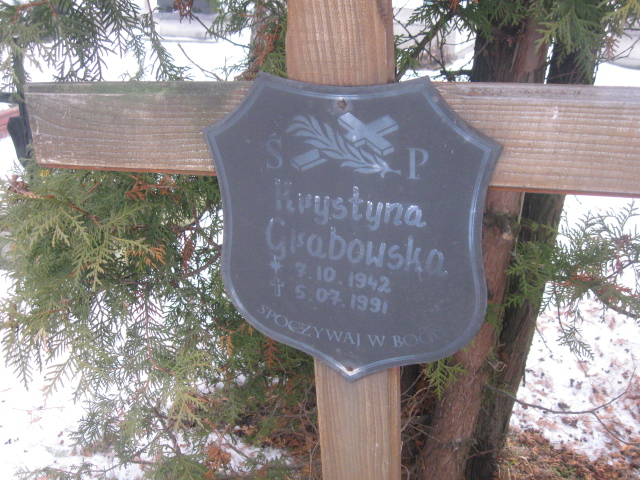 Ś P
Krystyna
Grabowska
* 7.10.1942
† 5.07.1991
SPOCZYWAJ W BOGU